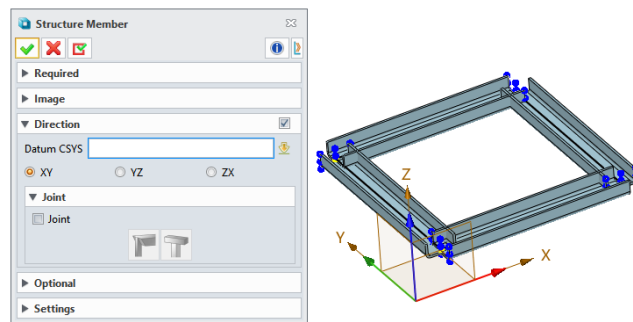 Structure Member
Required
Image
Direction
Datum CSYS
XY YZ ZX
Joint
Joint
Optional
Settings
Z
Y
X